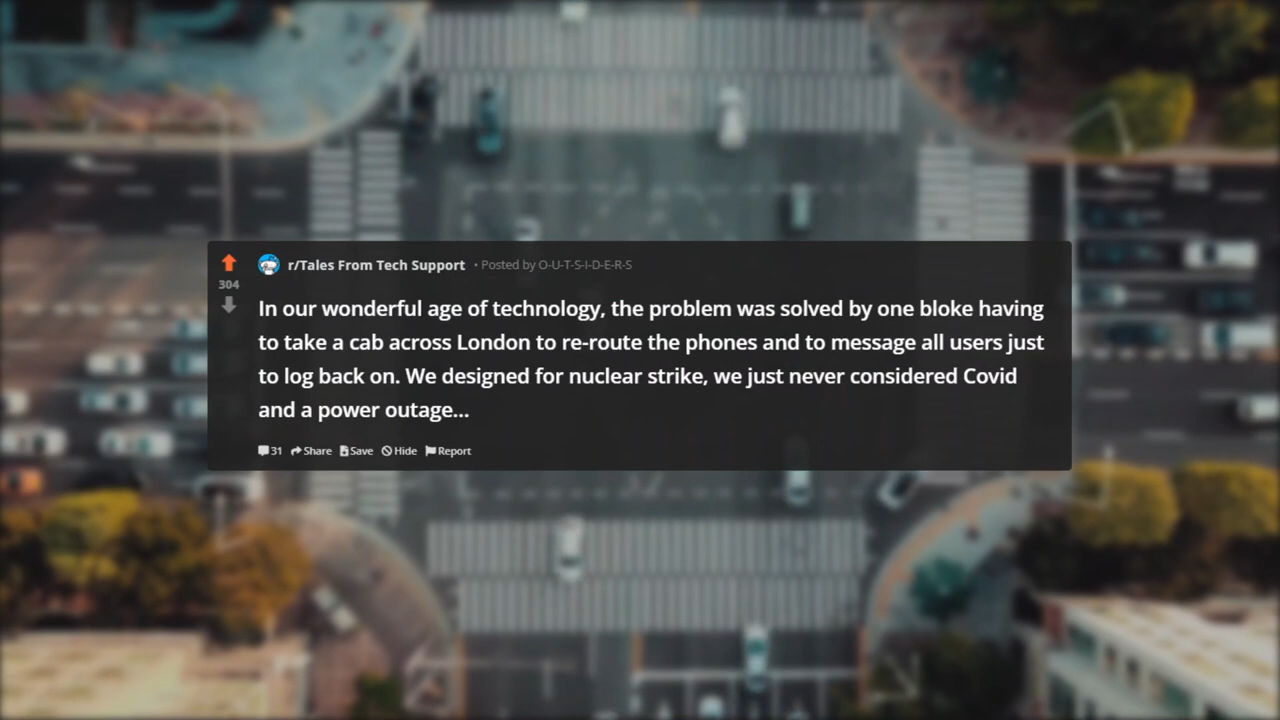 r/Tales From Tech Support • Posted by O-U-T-S-I-D-E-R-S
304
In our wonderful age of technology, the problem was solved by one bloke having
to take a cab across London to re-route the phones and to message all users just
to log back on. We designed for nuclear strike, we just never considered Covid
and a power outage...
31 Share Save Hide Report